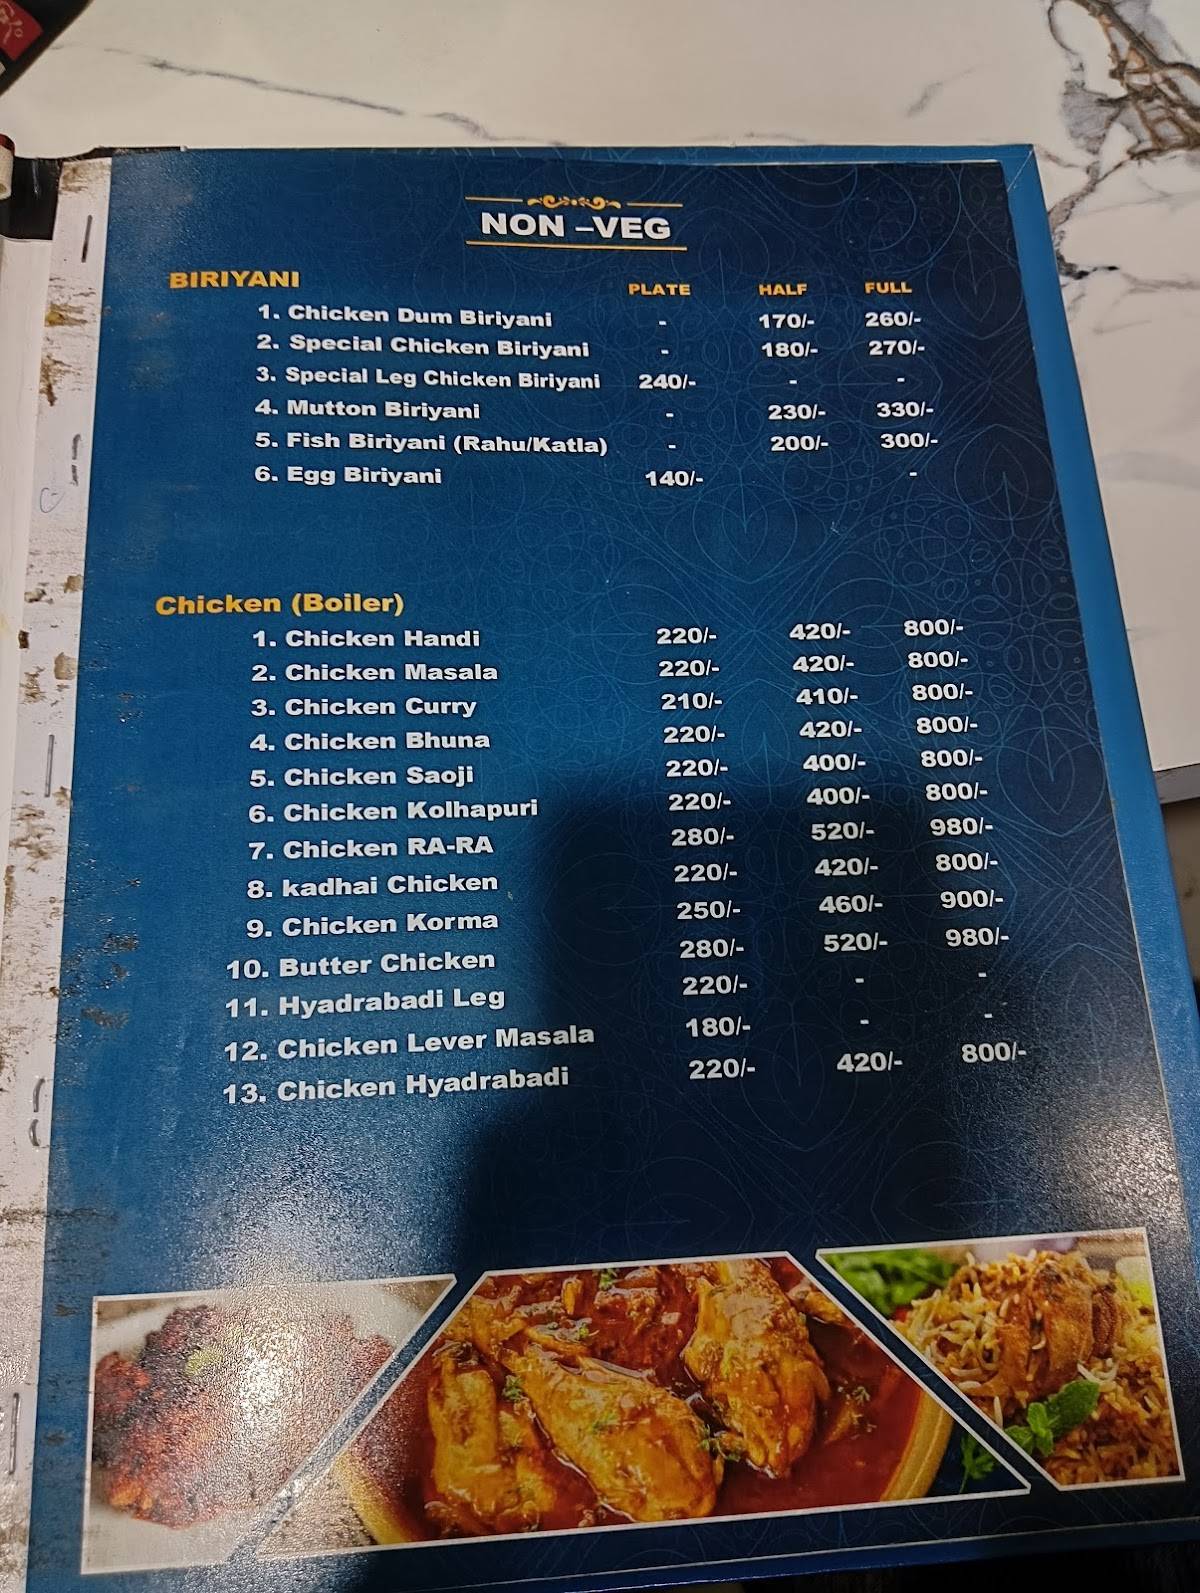 NON –VEG
BIRIYANI PLATE HALF FULL
1. Chicken Dum Biriyani - 170/- 260/-
2. Special Chicken Biriyani - 180/- 270/-
3. Special Leg Chicken Biriyani 240/- - -
4. Mutton Biriyani - 230/- 330/-
5. Fish Biriyani (Rahu/Katla) - 200/- 300/-
6. Egg Biriyani 140/- -
Chicken (Boiler)
1. Chicken Handi 220/- 420/- 800/-
2. Chicken Masala 220/- 420/- 800/-
3. Chicken Curry 210/- 410/- 800/-
4. Chicken Bhuna 220/- 420/- 800/-
5. Chicken Saoji 220/- 400/- 800/-
6. Chicken Kolhapuri 220/- 400/- 800/-
7. Chicken RA-RA 280/- 520/- 980/-
8. kadhai Chicken 220/- 420/- 800/-
9. Chicken Korma 250/- 460/- 900/-
10. Butter Chicken 280/- 520/- 980/-
11. Hyadrabadi Leg 220/- - -
12. Chicken Lever Masala 180/- - -
13. Chicken Hyadrabadi 220/- 420/- 800/-